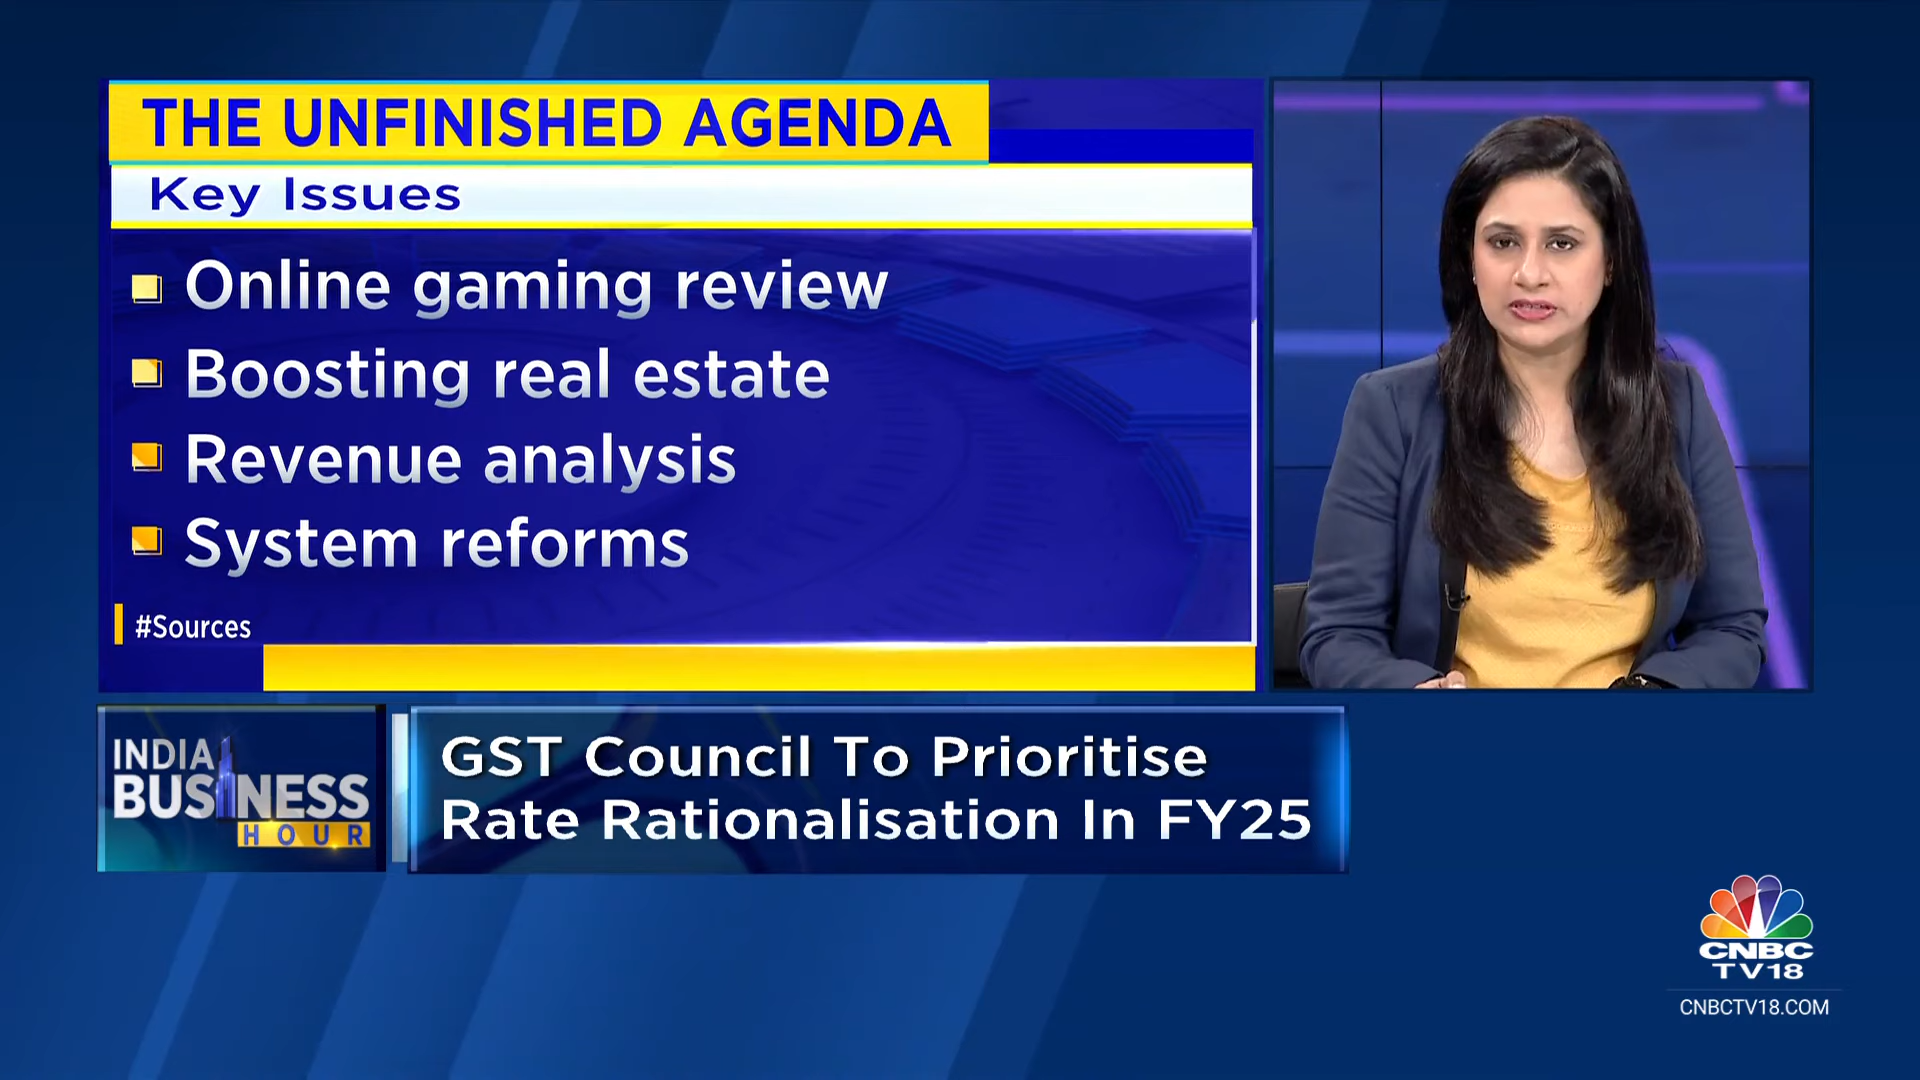 THE UNFINISHED AGENDA
Key Issues
Online gaming review
Boosting real estate
Revenue analysis
System reforms
#Sources
INDIA
BUSINESS
HOUR
GST Council To Prioritise
Rate Rationalisation In FY25
CNBC
TV18
CNBCTV18.COM